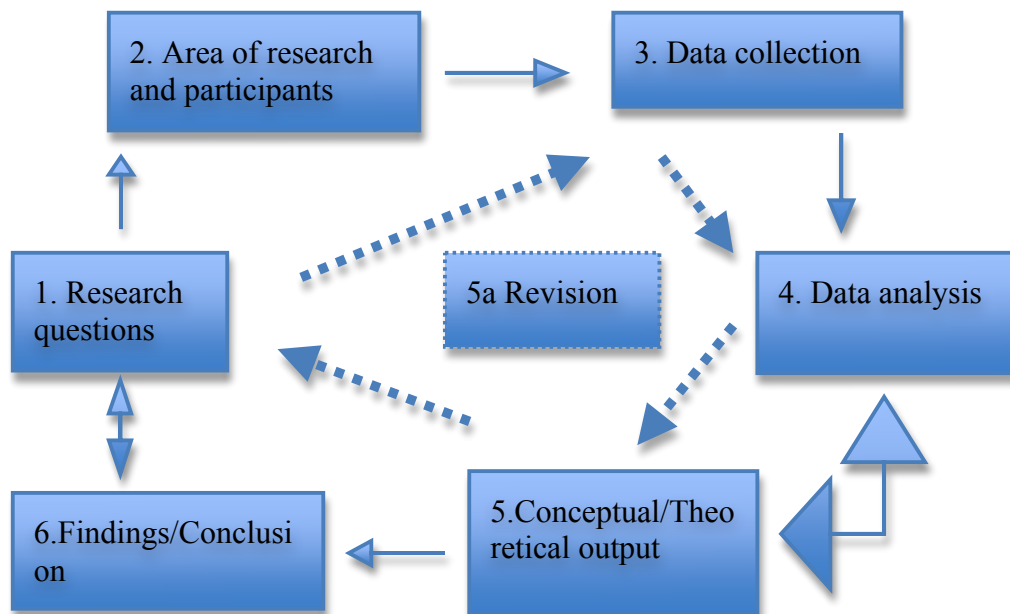 2. Area of research
and participants
3. Data collection
1. Research
questions
5a Revision
4. Data analysis
6.Findings/Conclusi
on
5.Conceptual/Theo
retical output